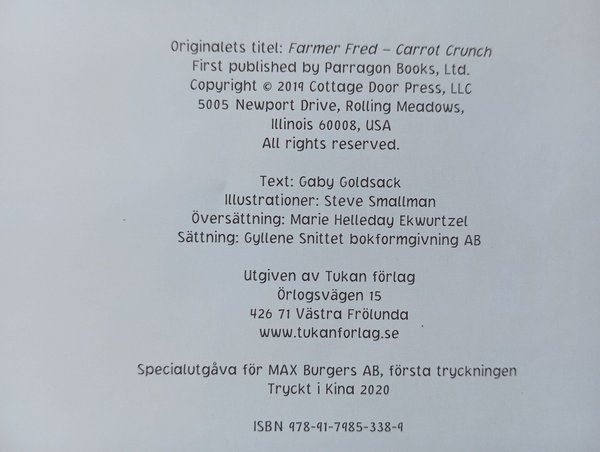 Originalets titel: Farmer Fred – Carrot Crunch
First published by Parragon Books, Ltd.
Copyright © 2019 Cottage Door Press, LLC
5005 Newport Drive, Rolling Meadows,
Illinois 60008, USA
All rights reserved.
Text: Gaby Goldsack
Illustrationer: Steve Smallman
Översättning: Marie Helleday Ekwurtzel
Sättning: Gyllene Snittet bokformgivning AB
Utgiven av Tukan förlag
Örlogsvägen 15
426 71 Västra Frölunda
www.tukanforlag.se
Specialutgåva för MAX Burgers AB, första tryckningen
Tryckt i Kina 2020
ISBN 978-91-7985-338-9